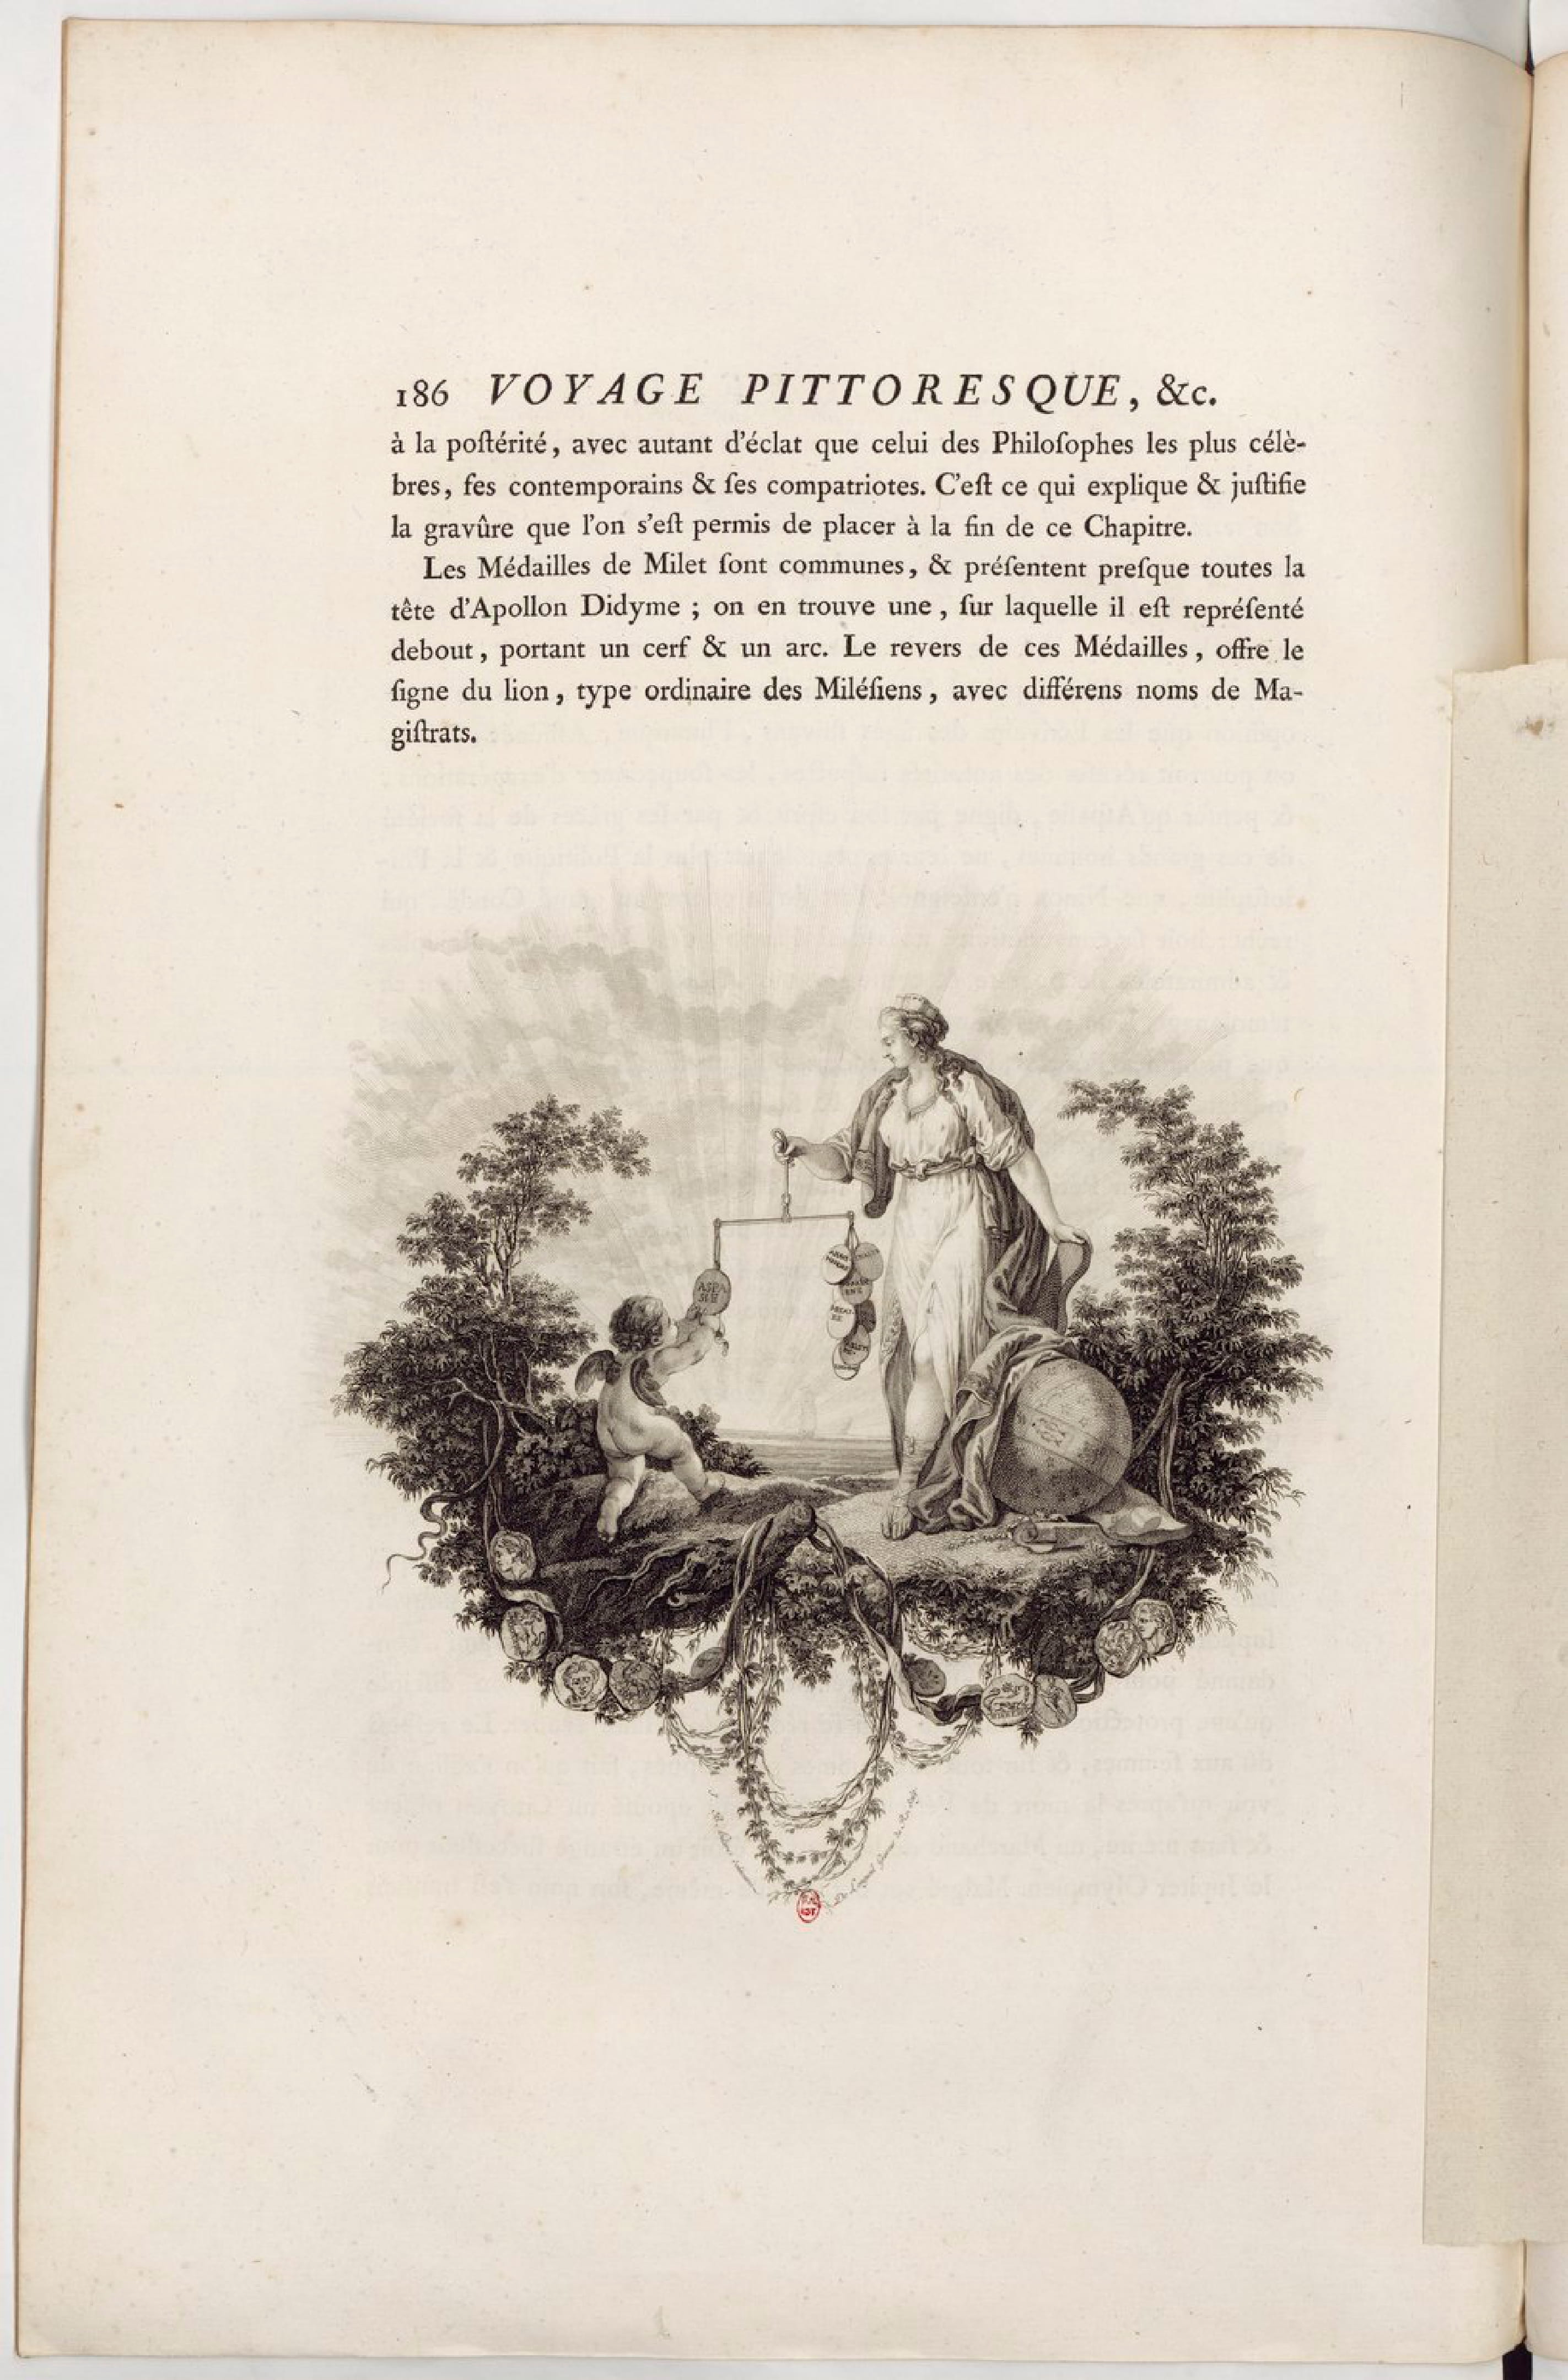 186 VOYAGE PITTORESQUE, &c.
à la poſtérité, avec autant d'éclat que celui des Philoſophes les plus célè-
bres, ſes contemporains & ſes compatriotes. C'eſt ce qui explique & juſtifie
la gravûre que l'on s'eſt permis de placer à la fin de ce Chapitre.
Les Médailles de Milet ſont communes, & préſentent preſque toutes la
tête d'Apollon Didyme ; on en trouve une, ſur laquelle il eſt repréſenté
debout, portant un cerf & un arc. Le revers de ces Médailles, offre le
ſigne du lion, type ordinaire des Miléſiens, avec différens noms de Ma-
giſtrats.
ASPA
SIE